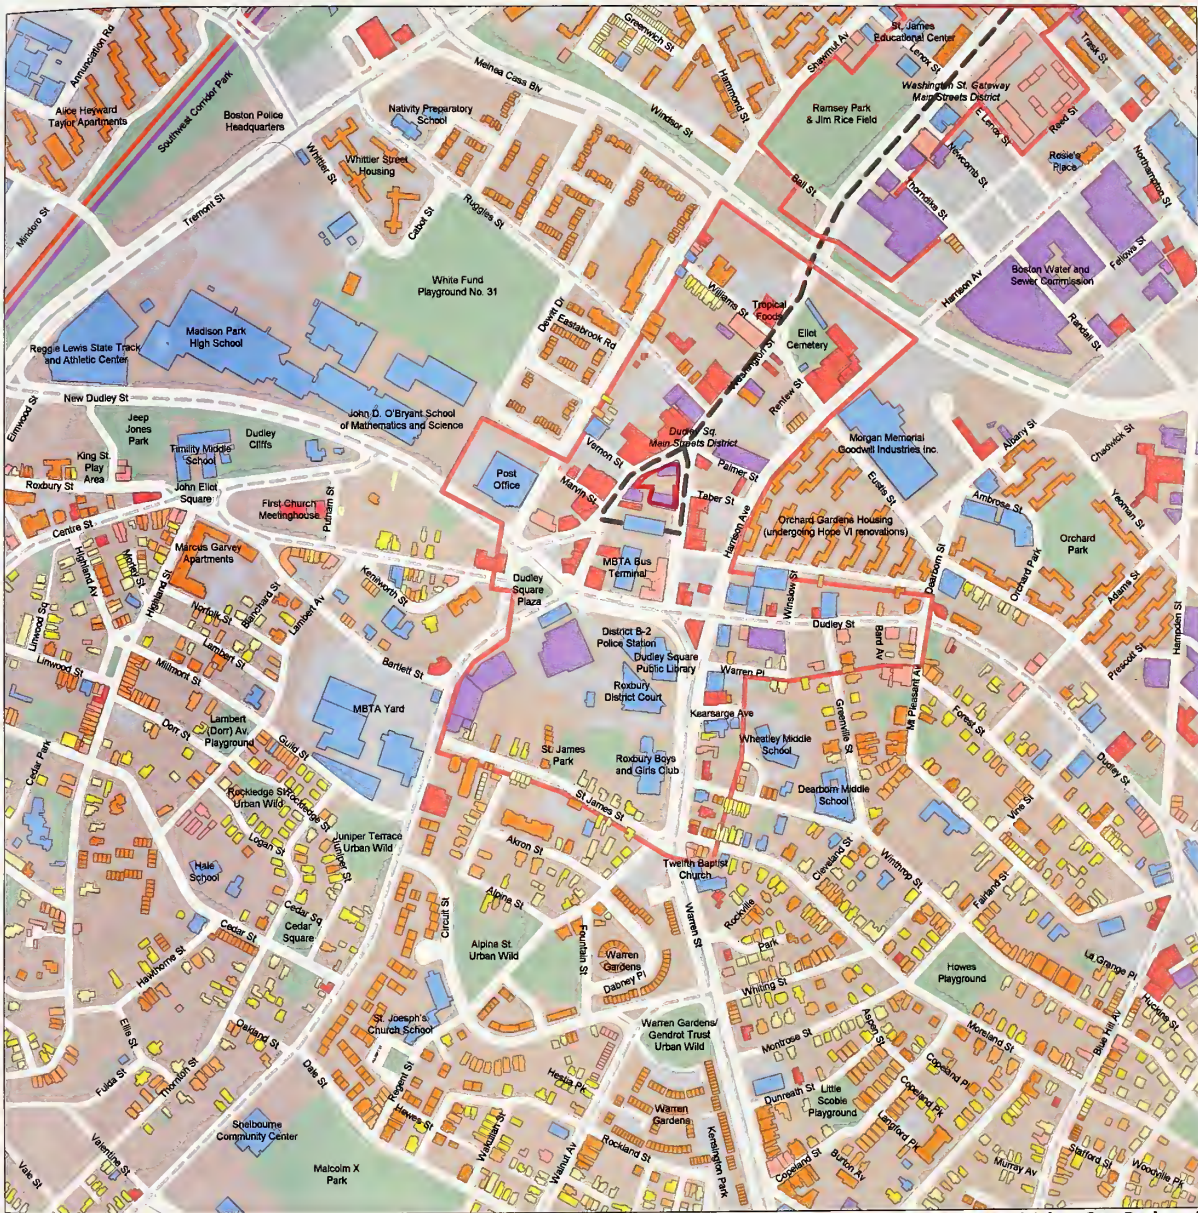 Annunciation Rd
Greenwich St
St. James
Educational Center
Shawmut Av
Lenox St
Trask St
Melnea Cass Blv
Hammond St
Washington St. Gateway
Main Streets District
Alice Heyward
Taylor Apartments
Southwest Corridor Park
Boston Police
Headquarters
Nativity Preparatory
School
Windsor St
Ramsey Park
& Jim Rice Field
E Lenox St
Reed St
Whittier St
Whittier Street
Housing
Newcomb St
Rosie's
Place
Northampton St
Mindoro St
Tremont St
Cabot St
Ruggles St
Ball St
Thorndike St
Fellows St
White Fund
Playground No. 31
Williams St
Tropical
Foods
Harrison Av
Boston Water and
Sewer Commission
Randall St
Dewitt Dr
Eastabrook Rd
Eliot
Cemetery
Washington St
Madison Park
High School
Reggie Lewis State Track
and Athletic Center
New Dudley St
Elmwood St
Renfew St
Jeep
Jones
Park
Dudley
Cliffs
John D. O'Bryant School
of Mathematics and Science
Dudley Sq.
Main Streets District
Morgan Memorial
Goodwill Industries Inc.
Albany St
Chadwick St
Timility Middle
School
King St.
Play
Area
Vernon St
Palmer St
Roxbury St
John Eliot
Square
Post
Office
Marvin St
Taber St
Eustis St
Ambrose St
Yeoman St
First Church
Meetinghouse
Putnam St
Centre St
Harrison Ave
Orchard Gardens Housing
(undergoing Hope VI renovations)
Orchard
Park
Highland Av
Morley St
Highland St
Marcus Garvey
Apartments
MBTA Bus
Terminal
Dearborn St
Orchard Park
Adams St
Linwood Sq
Norfolk St
Blanchard St
Lambert Av
Kenilworth St
Dudley
Square
Plaza
Winslow St
Dudley St
Hampden St
Lambert St
Bartlett St
District B-2
Police Station
Dudley Square
Public Library
Bard Av
Prescott St
Linwood St
Millmont St
MBTA Yard
Roxbury
District Court
Warren Pl
Mt Pleasant Av
Forest St
Lambert
(Dorr) Av.
Playground
Dorr St
Guild St
Kearsarge Ave
Greenville St
Cedar Park
St. James
Park
Roxbury Boys
and Girls Club
Wheatley Middle
School
Dudley St
Rockledge St
Urban Wild
Rockledge St
St James St
Dearborn Middle
School
Vine St
Logan St
Juniper St
Juniper Terrace
Urban Wild
Akron St
Cleveland St
Winthrop St
Hale
School
Twelfth Baptist
Church
Fairland St
Cedar Sq
Cedar
Square
Cedar St
Circuit St
Alpine St
Rockville
Park
Warren St
Hawthorne St
Alpine St.
Urban Wild
Fountain St
Warren
Gardens
Dabney Pl
Howes
Playground
La Grange Pl
Whiting St
Huckins St
Ellis St
Oakland St
St. Joesph's
Church School
Warren Gardens/
Gendrot Trust
Urban Wild
Montrose St
Aspen St
Moreland St
Blue Hill Av
Fulda St
Thornton St
Dale St
Regent St
Hestia Pk
Dunreath St
Little
Scobie
Playground
Copeland Pl
Copeland Pk
Hawes St
Wakullah St
Warren
Gardens
Langford Pk
Shelbourne
Community Center
Rockland St
Kensington Park
Valentine St
Malcolm X
Park
Walnut Av
Copeland St
Burton Av
Murray Av
Stafford St
Woodville Pk
Vale St